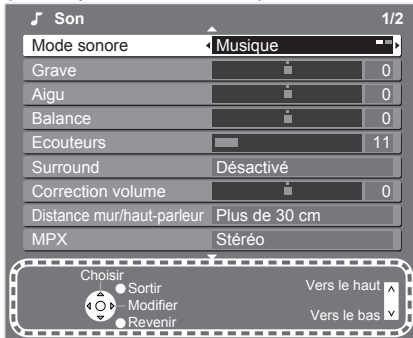 Son 1/2
Mode sonore Musique
Grave 0
Aigu 0
Balance 0
Ecouteurs 11
Surround Désactivé
Correction volume 0
Distance mur/haut-parleur Plus de 30 cm
MPX Stéréo
Choisir
Sortir
Vers le haut
Modifier
Vers le bas
Revenir